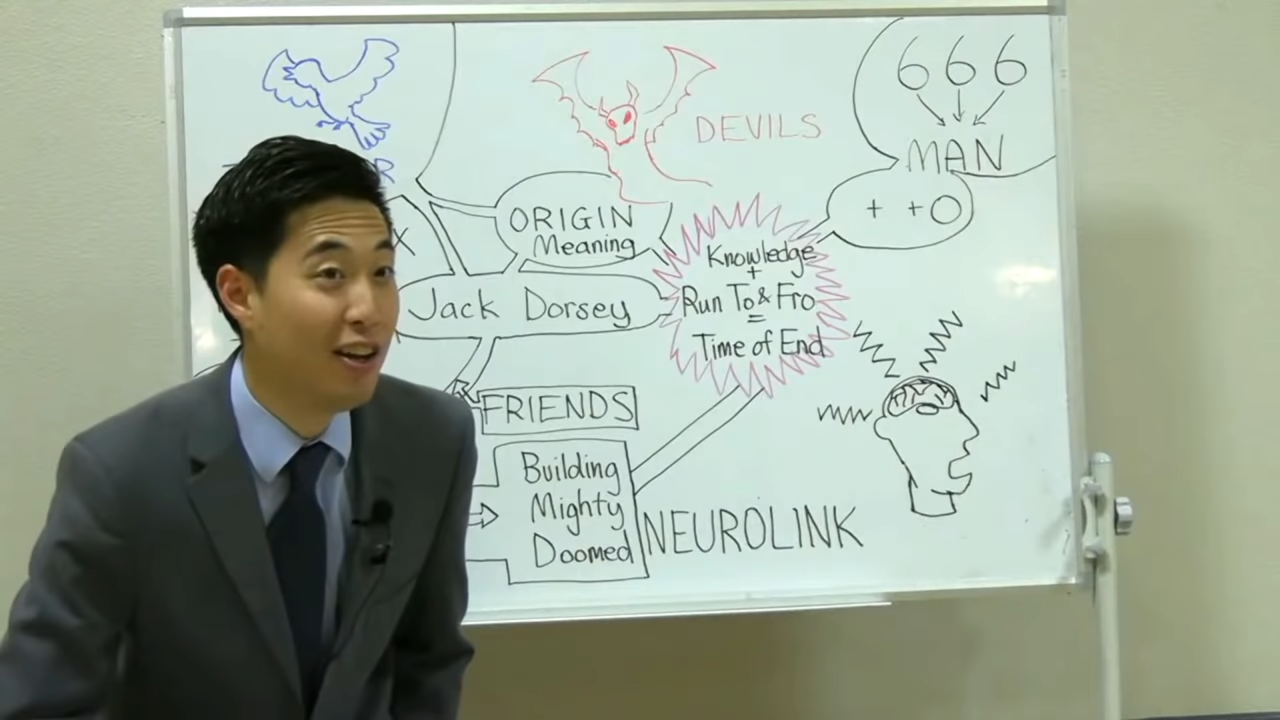 666
DEVILS
MAN
R
ORIGIN
Meaning
+ +O
X
Knowledge
+
Run To & Fro
=
Time of End
Jack Dorsey
FRIENDS
Building
Mighty
Doomed
NEUROLINK